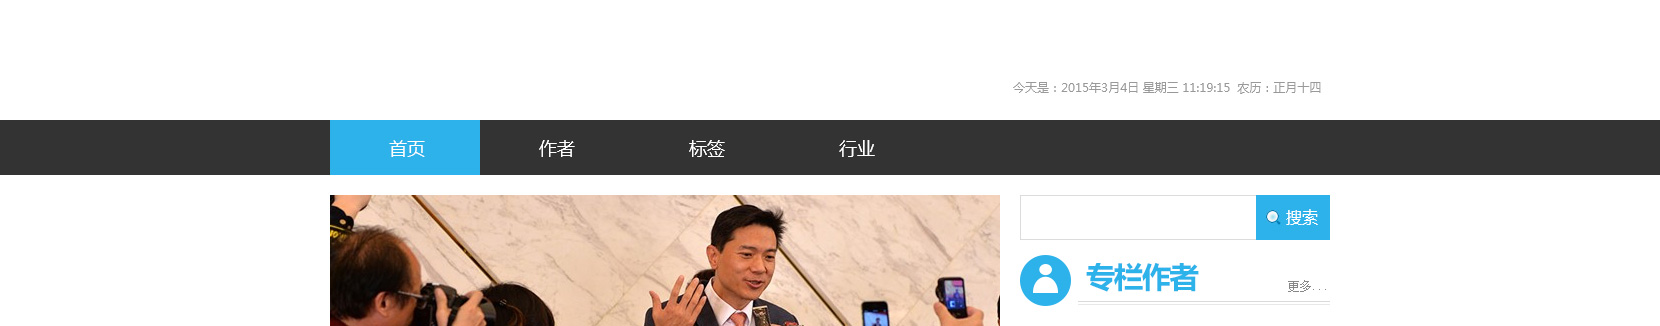 今天是：2015年3月4日 星期三 11:19:15 农历：正月十四
首页 作者 标签 行业
搜索
专栏作者
更多...